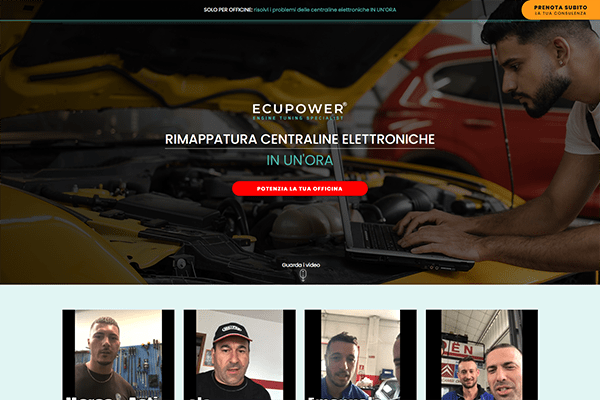 SOLO PER OFFICINE: risolvi i problemi delle centraline elettroniche IN UN'ORA
PRENOTA SUBITO
LA TUA CONSULENZA
ECUPOWER®
ENGINE TUNING SPECIALIST
RIMAPPATURA CENTRALINE ELETTRONICHE
IN UN'ORA
POTENZIA LA TUA OFFICINA
Guarda i video